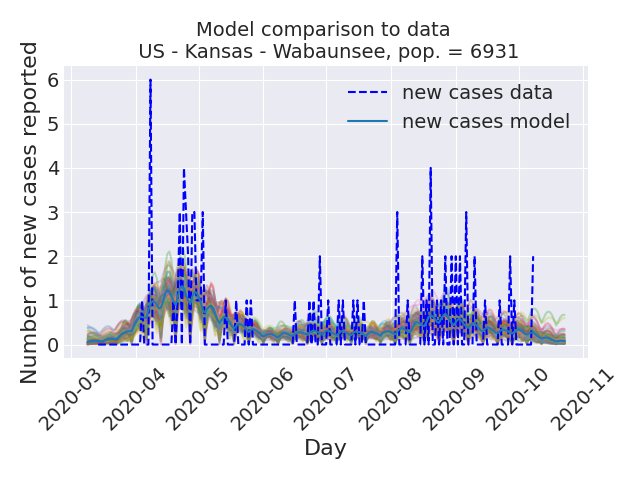 Model comparison to data
US - Kansas - Wabaunsee, pop. = 6931
Number of new cases reported
6
5
4
3
2
1
0
new cases data
new cases model
2020-03
2020-04
2020-05
2020-06
2020-07
2020-08
2020-09
2020-10
2020-11
Day